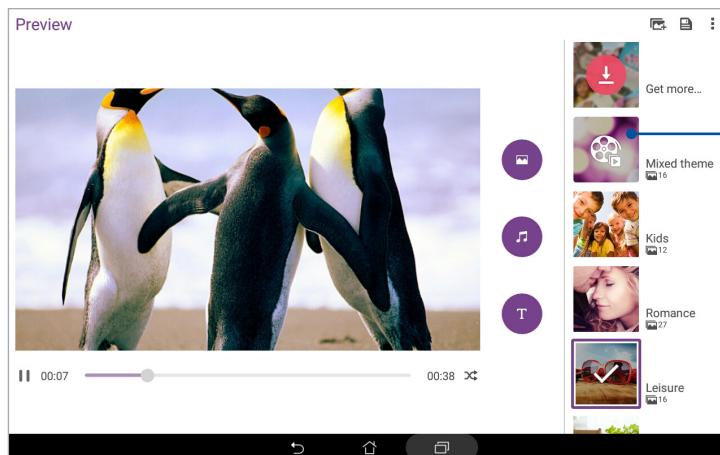 Preview
Get more...
Mixed theme
16
Kids
12
T
Romance
27
00:07
00:38
Leisure
16